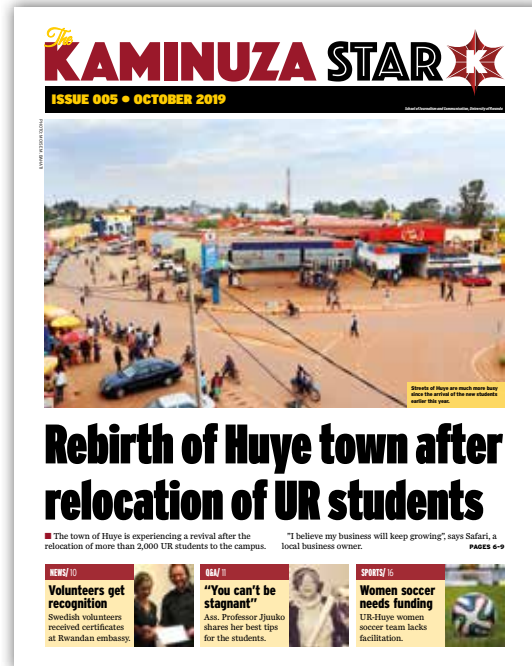 The
KAMINUZA STAR K
ISSUE 005 • OCTOBER 2019
School of Journalism and Communication, University of Rwanda
Streets of Huye are much more busy
since the arrival of the new students
earlier this year.
Rebirth of Huye town after
relocation of UR students
■ The town of Huye is experiencing a revival after the
relocation of more than 2,000 UR students to the campus.
"I believe my business will keep growing", says Safari, a
local business owner.
PAGES 6-9
NEWS/ 10
Volunteers get
recognition
Swedish volunteers
received certificates
at Rwandan embassy.
Q&A/ 11
“You can’t be
stagnant”
Ass. Professor Jjuuko
shares her best tips
for the students.
SPORTS/ 16
Women soccer
needs funding
UR-Huye women
soccer team lacks
facilitation.